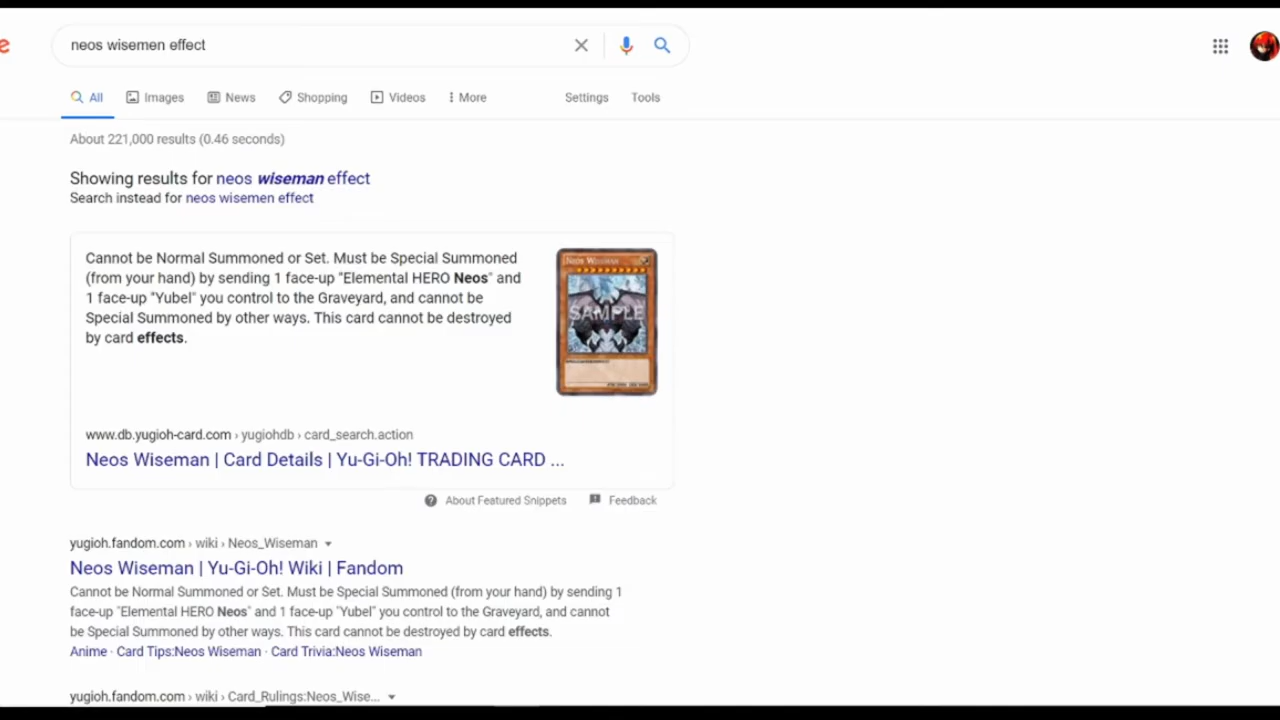 e
neos wisemen effect
All Images News Shopping Videos More Settings Tools
About 221,000 results (0.46 seconds)
Showing results for neos wiseman effect
Search instead for neos wisemen effect
Cannot be Normal Summoned or Set. Must be Special Summoned
(from your hand) by sending 1 face-up "Elemental HERO Neos" and
1 face-up "Yubel" you control to the Graveyard, and cannot be
Special Summoned by other ways. This card cannot be destroyed
by card effects.
Neos Wiseman
SAMPLE
www.db.yugioh-card.com › yugiohdb › card_search.action
Neos Wiseman | Card Details | Yu-Gi-Oh! TRADING CARD ...
About Featured Snippets Feedback
yugioh.fandom.com › wiki › Neos_Wiseman
Neos Wiseman | Yu-Gi-Oh! Wiki | Fandom
Cannot be Normal Summoned or Set. Must be Special Summoned (from your hand) by sending 1
face-up "Elemental HERO Neos" and 1 face-up "Yubel" you control to the Graveyard, and cannot
be Special Summoned by other ways. This card cannot be destroyed by card effects.
Anime · Card Tips:Neos Wiseman · Card Trivia:Neos Wiseman
yugioh.fandom.com › wiki › Card_Rulings:Neos_Wise...